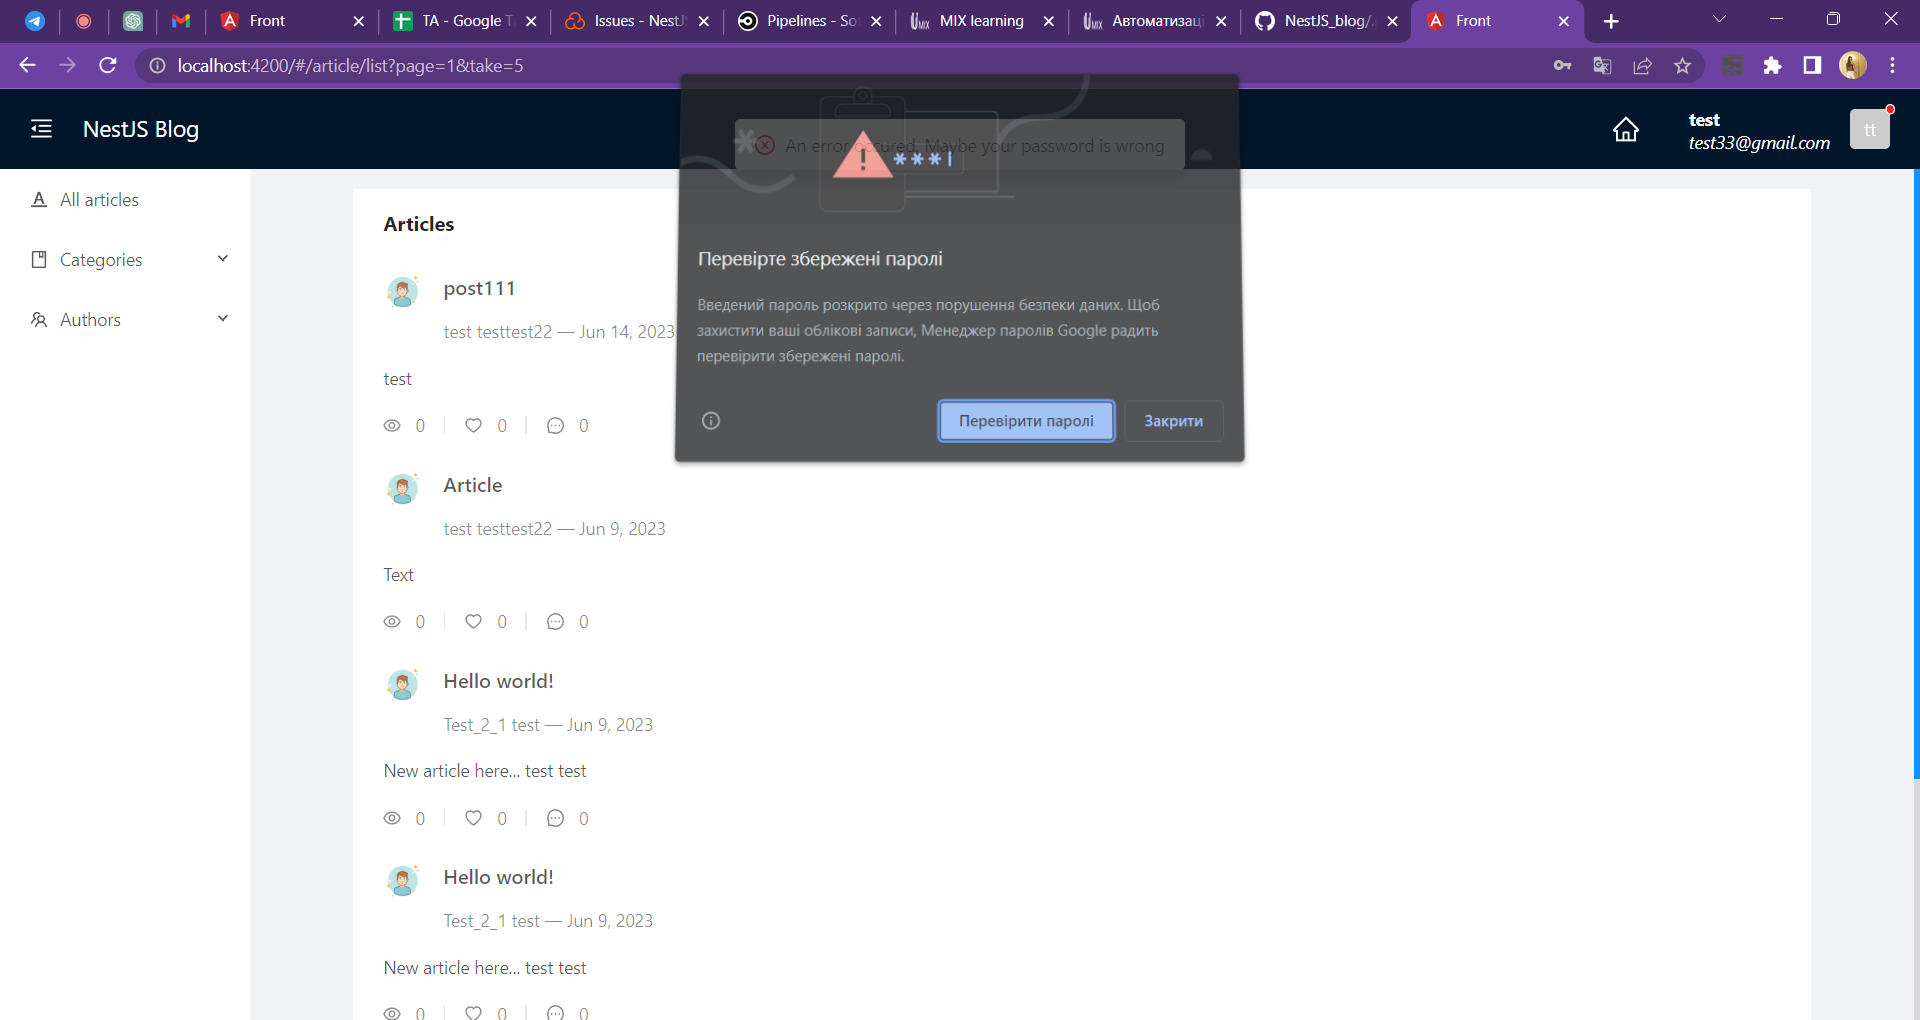 Front
TA - Google T
Issues - NestJ
Pipelines - So
MIX learning
Автоматизаці
NestJS_blog/.
Front
localhost:4200/#/article/list?page=1&take=5
NestJS Blog
An error occured. Maybe your password is wrong
***|
test
test33@gmail.com
tt
All articles
Categories
Authors
Articles
post111
test testtest22 — Jun 14, 2023
test
0 0 0
Article
test testtest22 — Jun 9, 2023
Text
0 0 0
Hello world!
Test_2_1 test — Jun 9, 2023
New article here... test test
0 0 0
Hello world!
Test_2_1 test — Jun 9, 2023
New article here... test test
0 0 0
Перевірте збережені паролі
Введений пароль розкрито через порушення безпеки даних. Щоб
захистити ваші облікові записи, Менеджер паролів Google радить
перевірити збережені паролі.
Перевірити паролі
Закрити